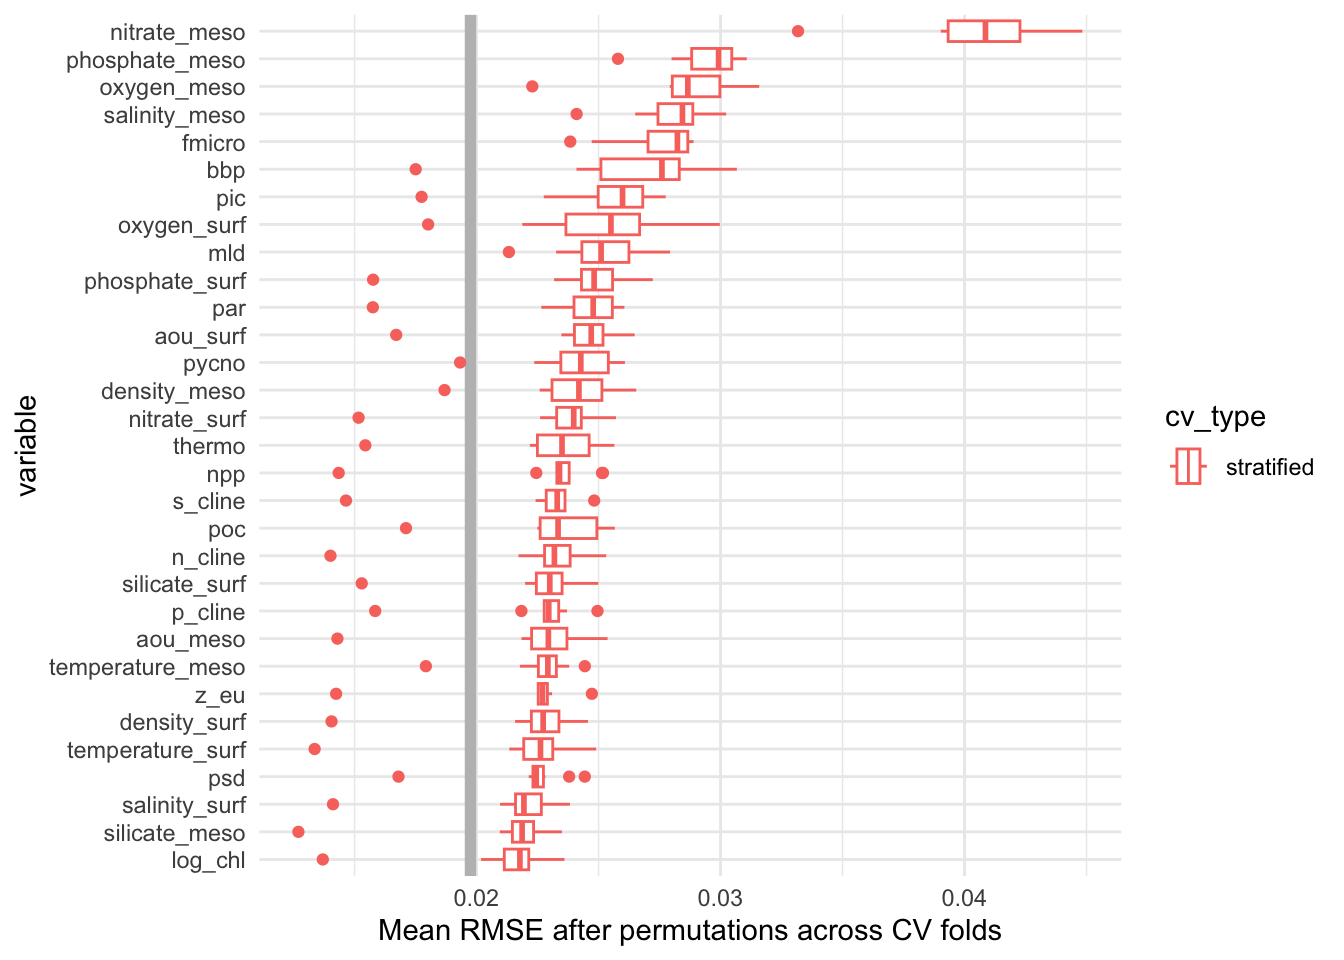 nitrate_meso
phosphate_meso
oxygen_meso
salinity_meso
fmicro
bbp
pic
oxygen_surf
mld
phosphate_surf
par
aou_surf
pycno
density_meso
nitrate_surf
thermo
npp
s_cline
poc
n_cline
silicate_surf
p_cline
aou_meso
temperature_meso
z_eu
density_surf
temperature_surf
psd
salinity_surf
silicate_meso
log_chl
variable
0.02 0.03 0.04
Mean RMSE after permutations across CV folds
cv_type
stratified